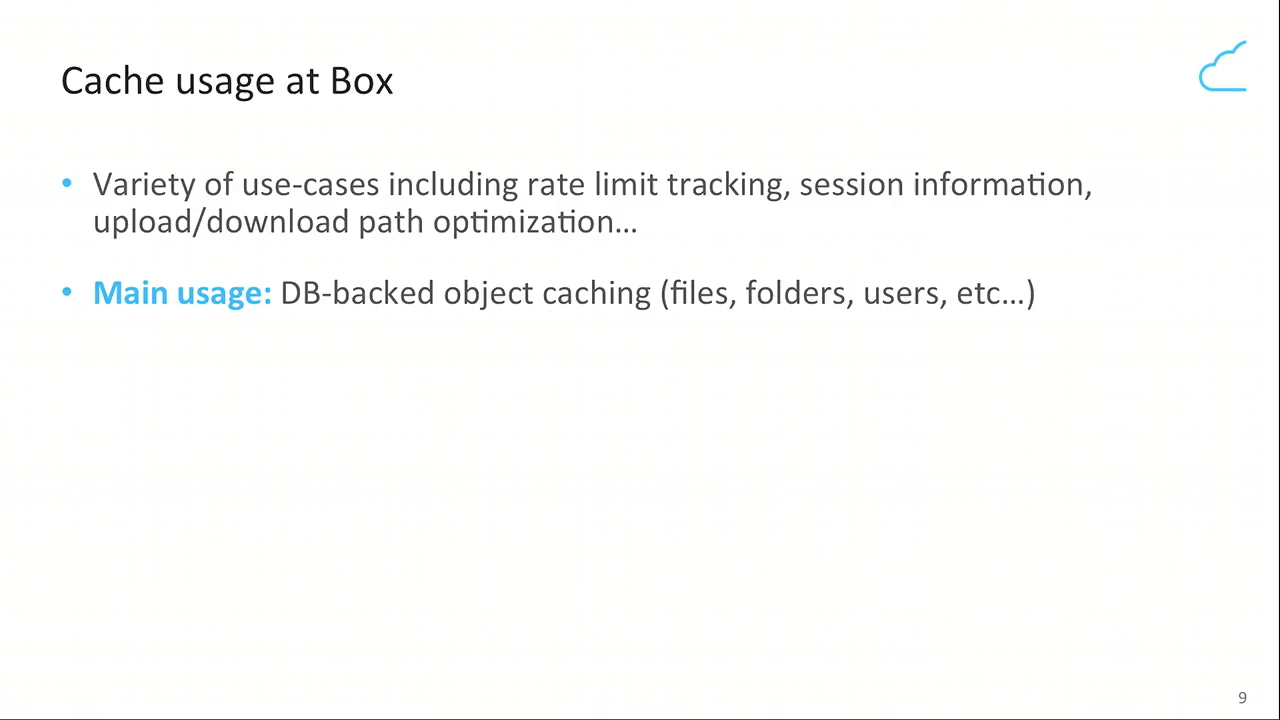 Cache usage at Box
• Variety of use-cases including rate limit tracking, session information,
upload/download path optimization…
• Main usage: DB-backed object caching (files, folders, users, etc…)
9